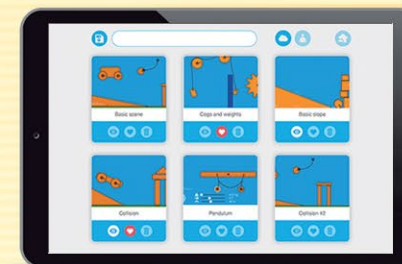 Basic scene
Cogs and weights
Basic slope
Collision
Pendulum
Collision #2